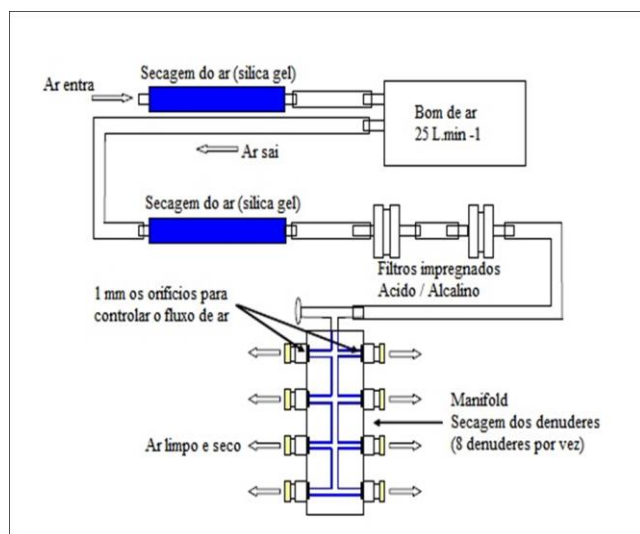 Secagem do ar (silica gel)
Ar entra
Bom de ar
25 L.min -1
Ar sai
Secagem do ar (silica gel)
Filtros impregnados
Acido / Alcalino
1 mm os orifícios para
controlar o fluxo de ar
Manifold
Secagem dos denuderes
(8 denuderes por vez)
Ar limpo e seco